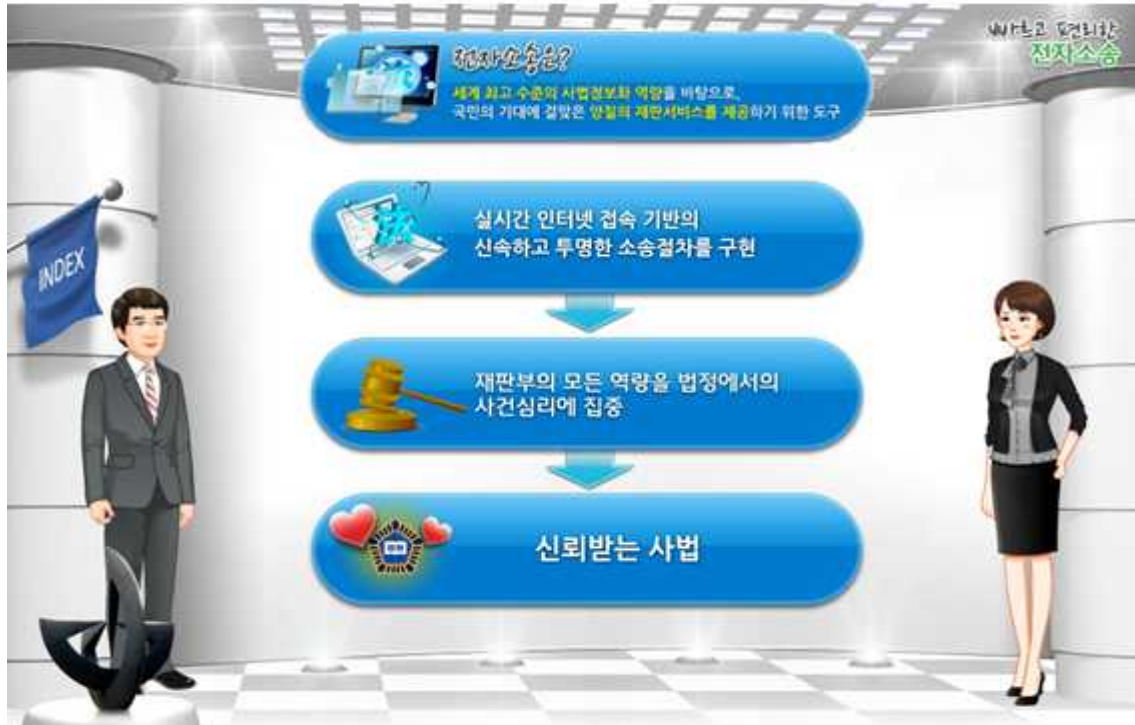 빠르고 편리한
전자소송
전자소송은?
세계 최고 수준의 사법정보화 역량을 바탕으로,
국민의 기대에 걸맞은 양질의 재판서비스를 제공하기 위한 도구
INDEX
실시간 인터넷 접속 기반의
신속하고 투명한 소송절차를 구현
재판부의 모든 역량을 법정에서의
사건심리에 집중
신뢰받는 사법